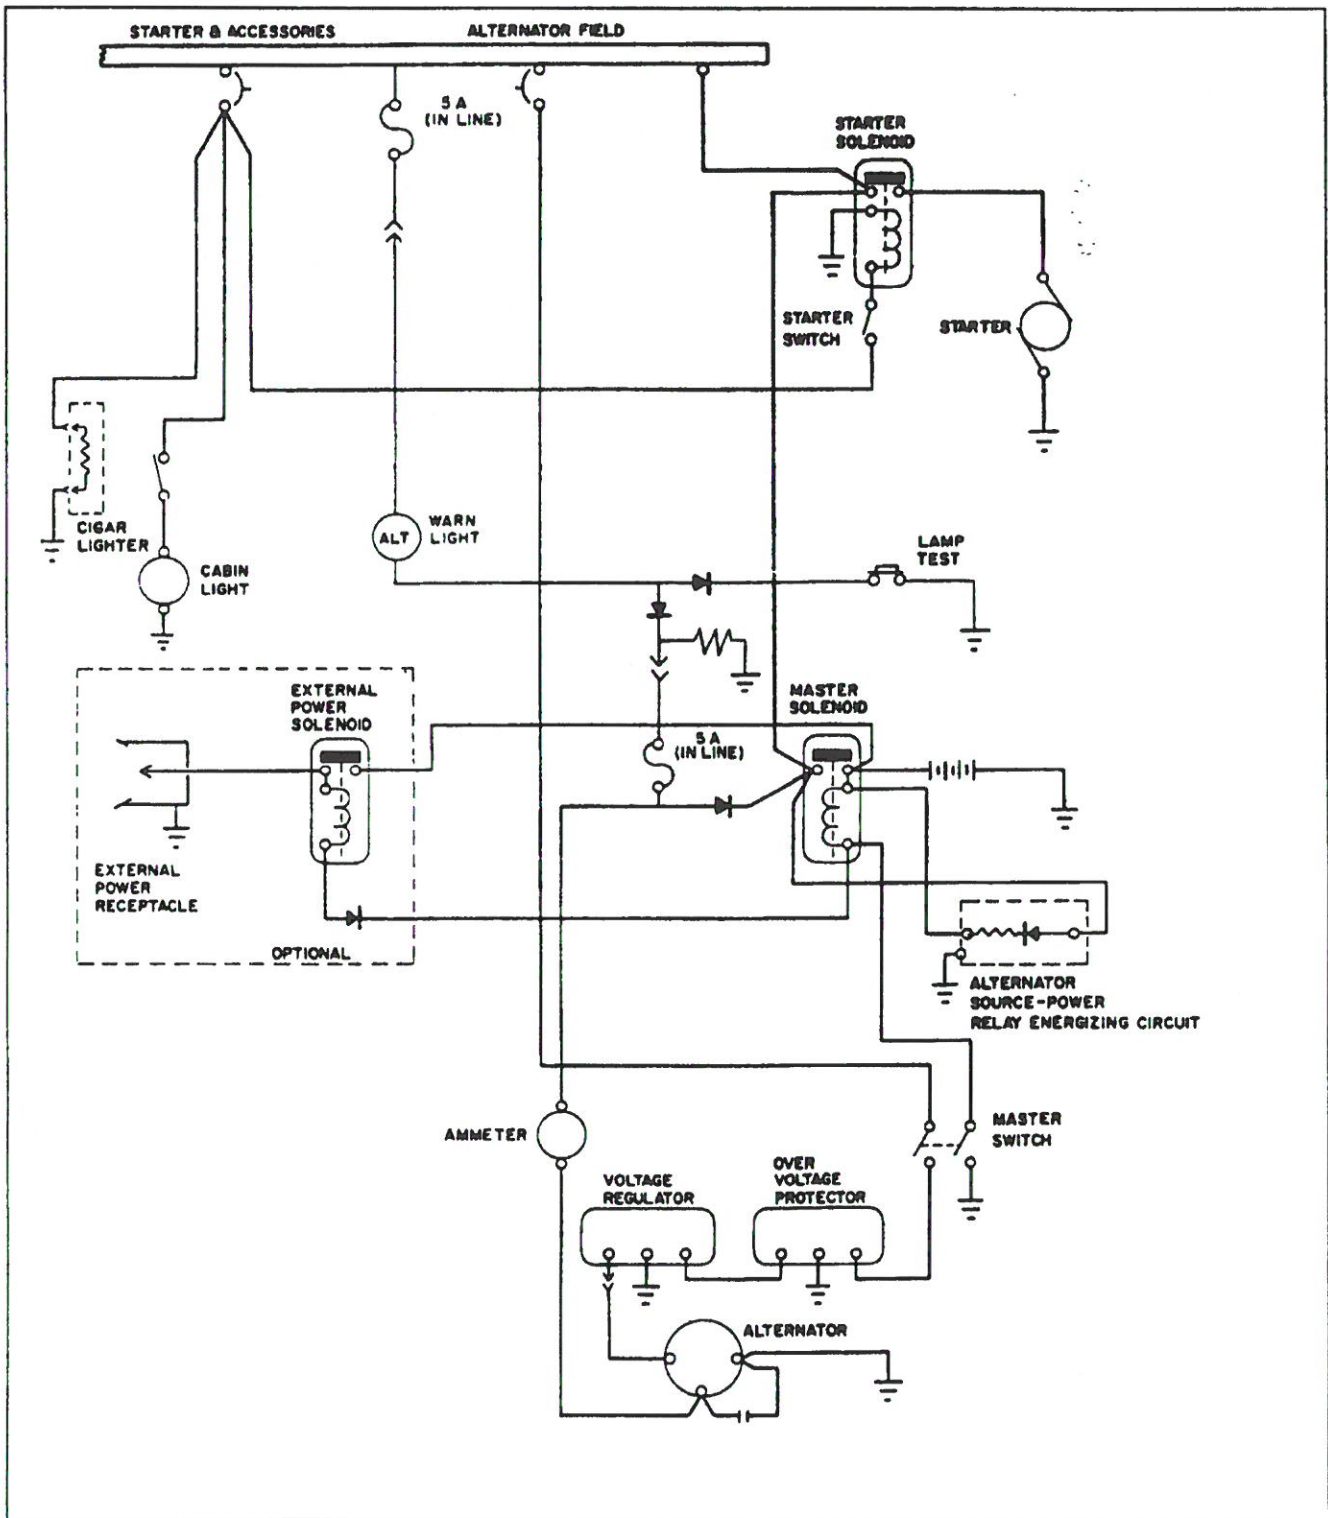 STARTER & ACCESSORIES
ALTERNATOR FIELD
5 A
(IN LINE)
STARTER
SOLENOID
STARTER
SWITCH
STARTER
CIGAR
LIGHTER
CABIN
LIGHT
ALT
WARN
LIGHT
LAMP
TEST
EXTERNAL
POWER
SOLENOID
MASTER
SOLENOID
5 A
(IN LINE)
EXTERNAL
POWER
RECEPTACLE
OPTIONAL
ALTERNATOR
SOURCE-POWER
RELAY ENERGIZING CIRCUIT
AMMETER
MASTER
SWITCH
VOLTAGE
REGULATOR
OVER
VOLTAGE
PROTECTOR
ALTERNATOR